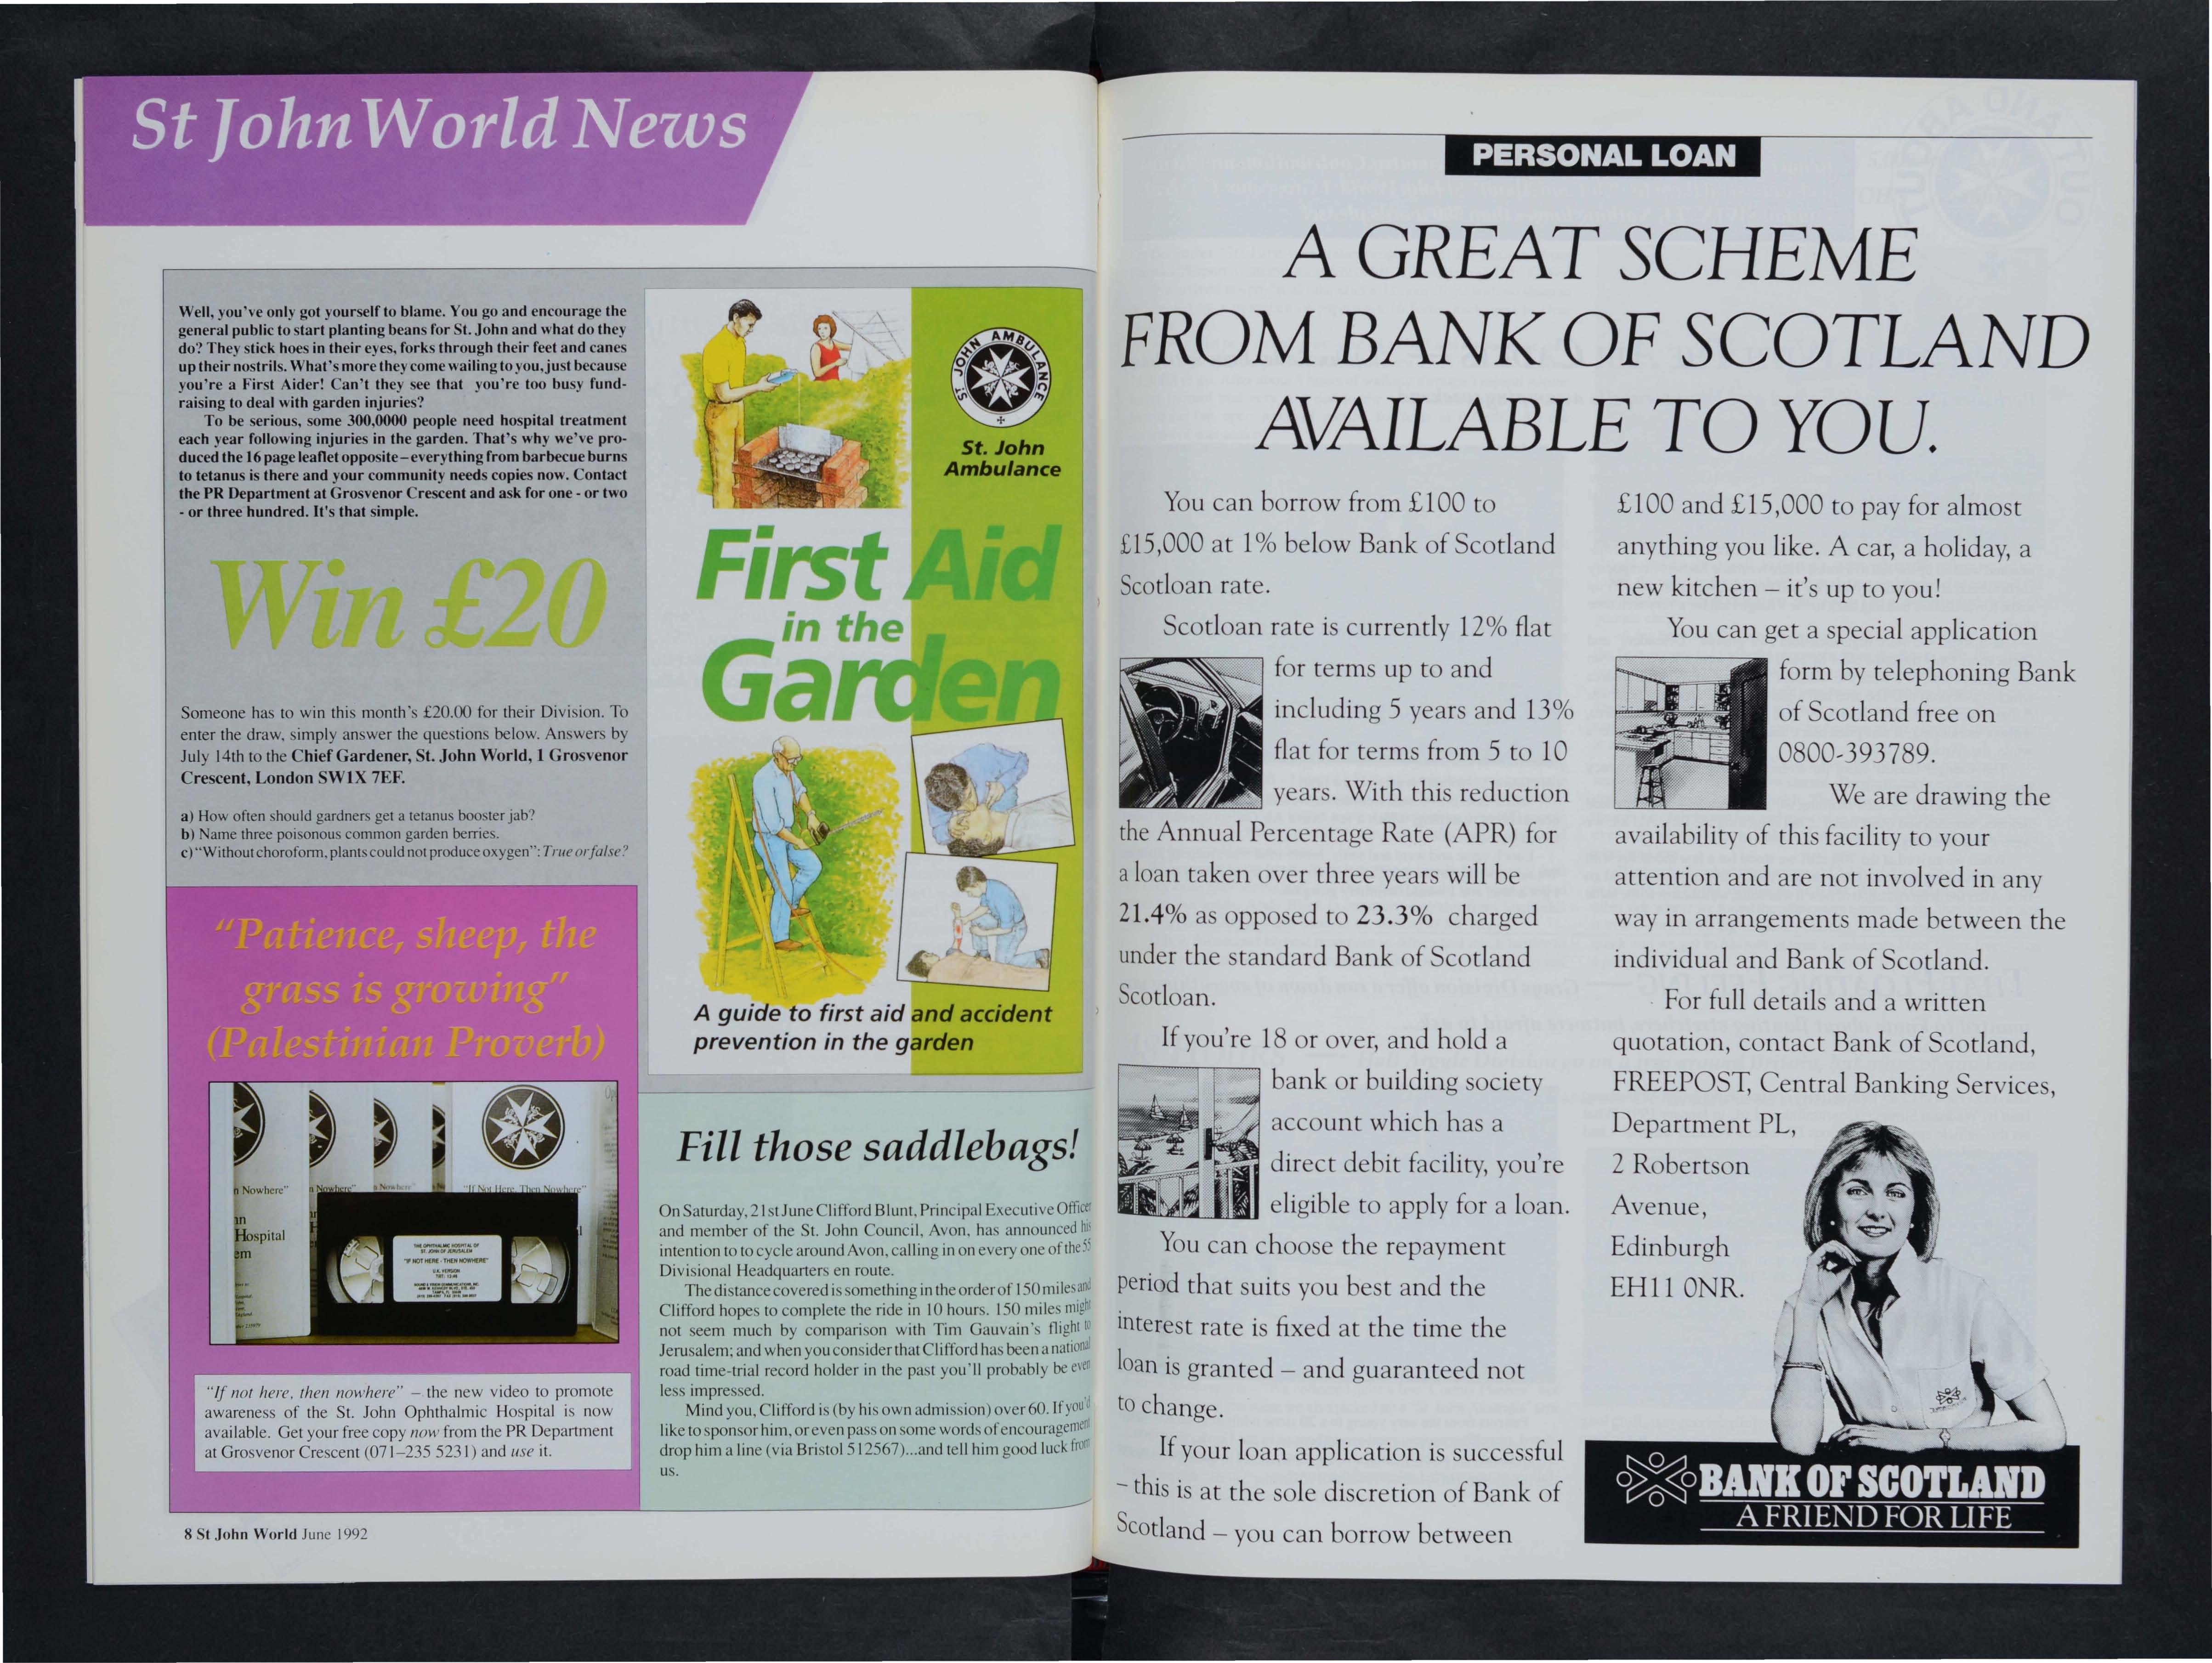 St John World News
Well, you've only got yourself to blame. You go and encourage the
general public to start planting beans for St. John and what do they
do? They stick hoes in their eyes, forks through their feet and canes
up their nostrils. What's more they come wailing to you, just because
you're a First Aider! Can't they see that you're too busy fund-
raising to deal with garden injuries?
To be serious, some 300,0000 people need hospital treatment
each year following injuries in the garden. That's why we've pro-
duced the 16 page leaflet opposite – everything from barbecue burns
to tetanus is there and your community needs copies now. Contact
the PR Department at Grosvenor Crescent and ask for one - or two
- or three hundred. It's that simple.
Win £20
Someone has to win this month's £20.00 for their Division. To
enter the draw, simply answer the questions below. Answers by
July 14th to the Chief Gardener, St. John World, 1 Grosvenor
Crescent, London SW1X 7EF.
a) How often should gardners get a tetanus booster jab?
b) Name three poisonous common garden berries.
c) "Without choroform, plants could not produce oxygen": True or false?
"Patience, sheep, the
grass is growing"
(Palestinian Proverb)
n Nowhere"
n Nowhere"
n Nowhere"
"If Not Here, Then Nowhere"
Hospital
em
THE OPHTHALMIC HOSPITAL OF
ST. JOHN OF JERUSALEM
"IF NOT HERE - THEN NOWHERE"
U.K. VERSION
"If not here, then nowhere" – the new video to promote
awareness of the St. John Ophthalmic Hospital is now
available. Get your free copy now from the PR Department
at Grosvenor Crescent (071–235 5231) and use it.
ST. JOHN AMBULANCE
St. John
Ambulance
First Aid
in the
Garden
A guide to first aid and accident
prevention in the garden
Fill those saddlebags!
On Saturday, 21st June Clifford Blunt, Principal Executive Officer
and member of the St. John Council, Avon, has announced his
intention to to cycle around Avon, calling in on every one of the 55
Divisional Headquarters en route.
The distance covered is something in the order of 150 miles and
Clifford hopes to complete the ride in 10 hours. 150 miles might
not seem much by comparison with Tim Gauvain's flight to
Jerusalem; and when you consider that Clifford has been a national
road time-trial record holder in the past you'll probably be even
less impressed.
Mind you, Clifford is (by his own admission) over 60. If you'd
like to sponsor him, or even pass on some words of encouragement
drop him a line (via Bristol 512567)...and tell him good luck from
us.
8 St John World June 1992
PERSONAL LOAN
A GREAT SCHEME
FROM BANK OF SCOTLAND
AVAILABLE TO YOU.
You can borrow from £100 to
£15,000 at 1% below Bank of Scotland
Scotloan rate.
Scotloan rate is currently 12% flat
for terms up to and
including 5 years and 13%
flat for terms from 5 to 10
years. With this reduction
the Annual Percentage Rate (APR) for
a loan taken over three years will be
21.4% as opposed to 23.3% charged
under the standard Bank of Scotland
Scotloan.
If you're 18 or over, and hold a
bank or building society
account which has a
direct debit facility, you're
eligible to apply for a loan.
You can choose the repayment
period that suits you best and the
interest rate is fixed at the time the
loan is granted – and guaranteed not
to change.
If your loan application is successful
– this is at the sole discretion of Bank of
Scotland – you can borrow between
£100 and £15,000 to pay for almost
anything you like. A car, a holiday, a
new kitchen – it's up to you!
You can get a special application
form by telephoning Bank
of Scotland free on
0800-393789.
We are drawing the
availability of this facility to your
attention and are not involved in any
way in arrangements made between the
individual and Bank of Scotland.
For full details and a written
quotation, contact Bank of Scotland,
FREEPOST, Central Banking Services,
Department PL,
2 Robertson
Avenue,
Edinburgh
EH11 0NR.
BANK OF SCOTLAND
A FRIEND FOR LIFE